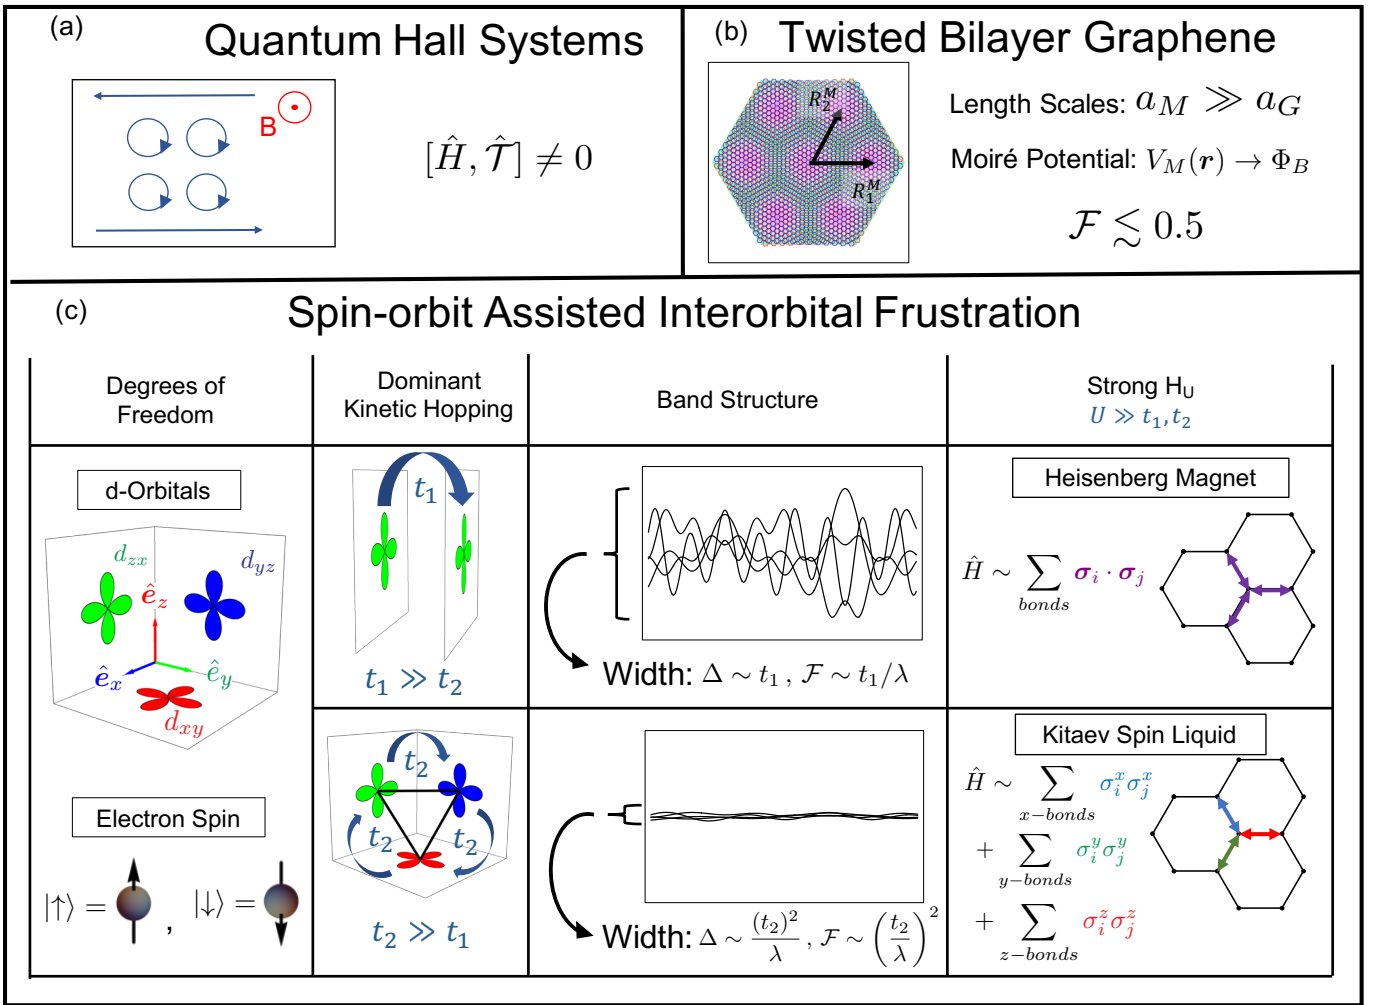 (a)
Quantum Hall Systems
B
[Ĥ, 𝒯̂] ≠ 0
(b)
Twisted Bilayer Graphene
R₂ᴹ
R₁ᴹ
Length Scales: a_M ≫ a_G
Moiré Potential: V_M(r) → Φ_B
ℱ ≲ 0.5
(c)
Spin-orbit Assisted Interorbital Frustration
Degrees of
Freedom
Dominant
Kinetic Hopping
Band Structure
Strong H_U
U ≫ t₁, t₂
d-Orbitals
d_zx
d_yz
ê_z
ê_x
ê_y
d_xy
Electron Spin
|↑⟩ = , |↓⟩ =
t₁
t₁ ≫ t₂
Width: Δ ~ t₁ , ℱ ~ t₁/λ
Heisenberg Magnet
Ĥ ~ ∑ σ_i · σ_j
bonds
t₂
t₂
t₂
t₂ ≫ t₁
Width: Δ ~ (t₂)²/λ , ℱ ~ (t₂/λ)²
Kitaev Spin Liquid
Ĥ ~ ∑ σ_i^x σ_j^x
x−bonds
+ ∑ σ_i^y σ_j^y
y−bonds
+ ∑ σ_i^z σ_j^z
z−bonds